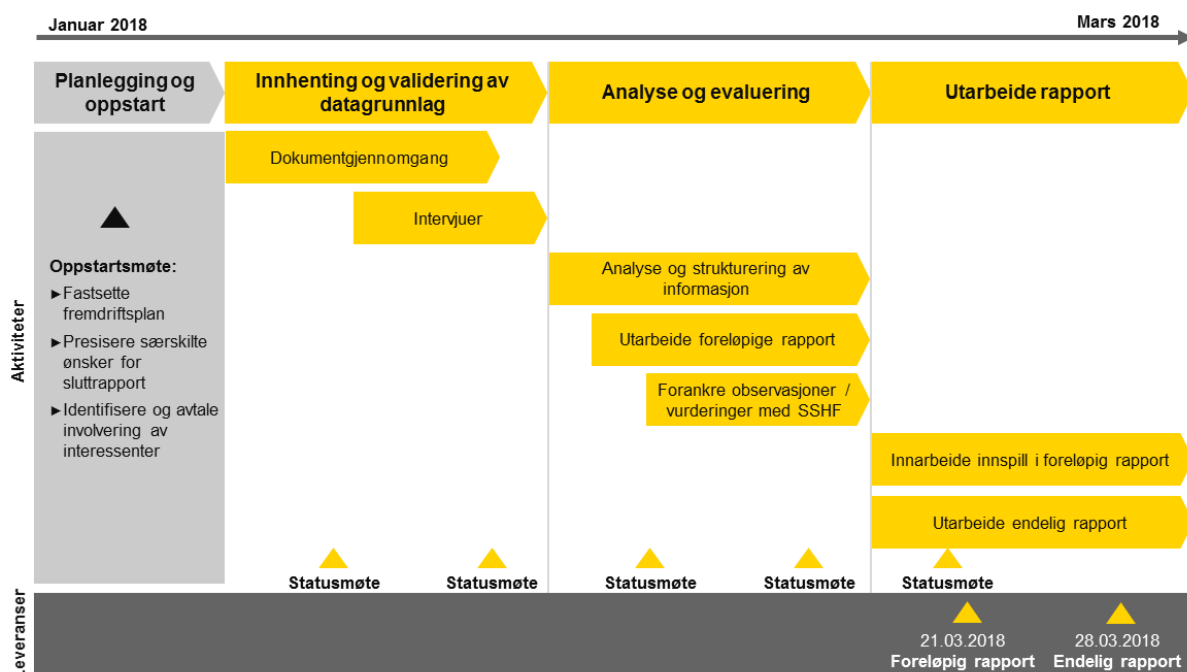 Januar 2018
Mars 2018
Planlegging og
oppstart
Innhenting og validering av
datagrunnlag
Analyse og evaluering
Utarbeide rapport
Aktiviteter
Oppstartsmøte:
►Fastsette
fremdriftsplan
►Presisere særskilte
ønsker for
sluttrapport
►Identifisere og avtale
involvering av
interessenter
Dokumentgjennomgang
Intervjuer
Analyse og strukturering av
informasjon
Utarbeide foreløpige rapport
Forankre observasjoner /
vurderinger med SSHF
Innarbeide innspill i foreløpig rapport
Utarbeide endelig rapport
Statusmøte
Statusmøte
Statusmøte
Statusmøte
Statusmøte
Leveranser
21.03.2018
Foreløpig rapport
28.03.2018
Endelig rapport